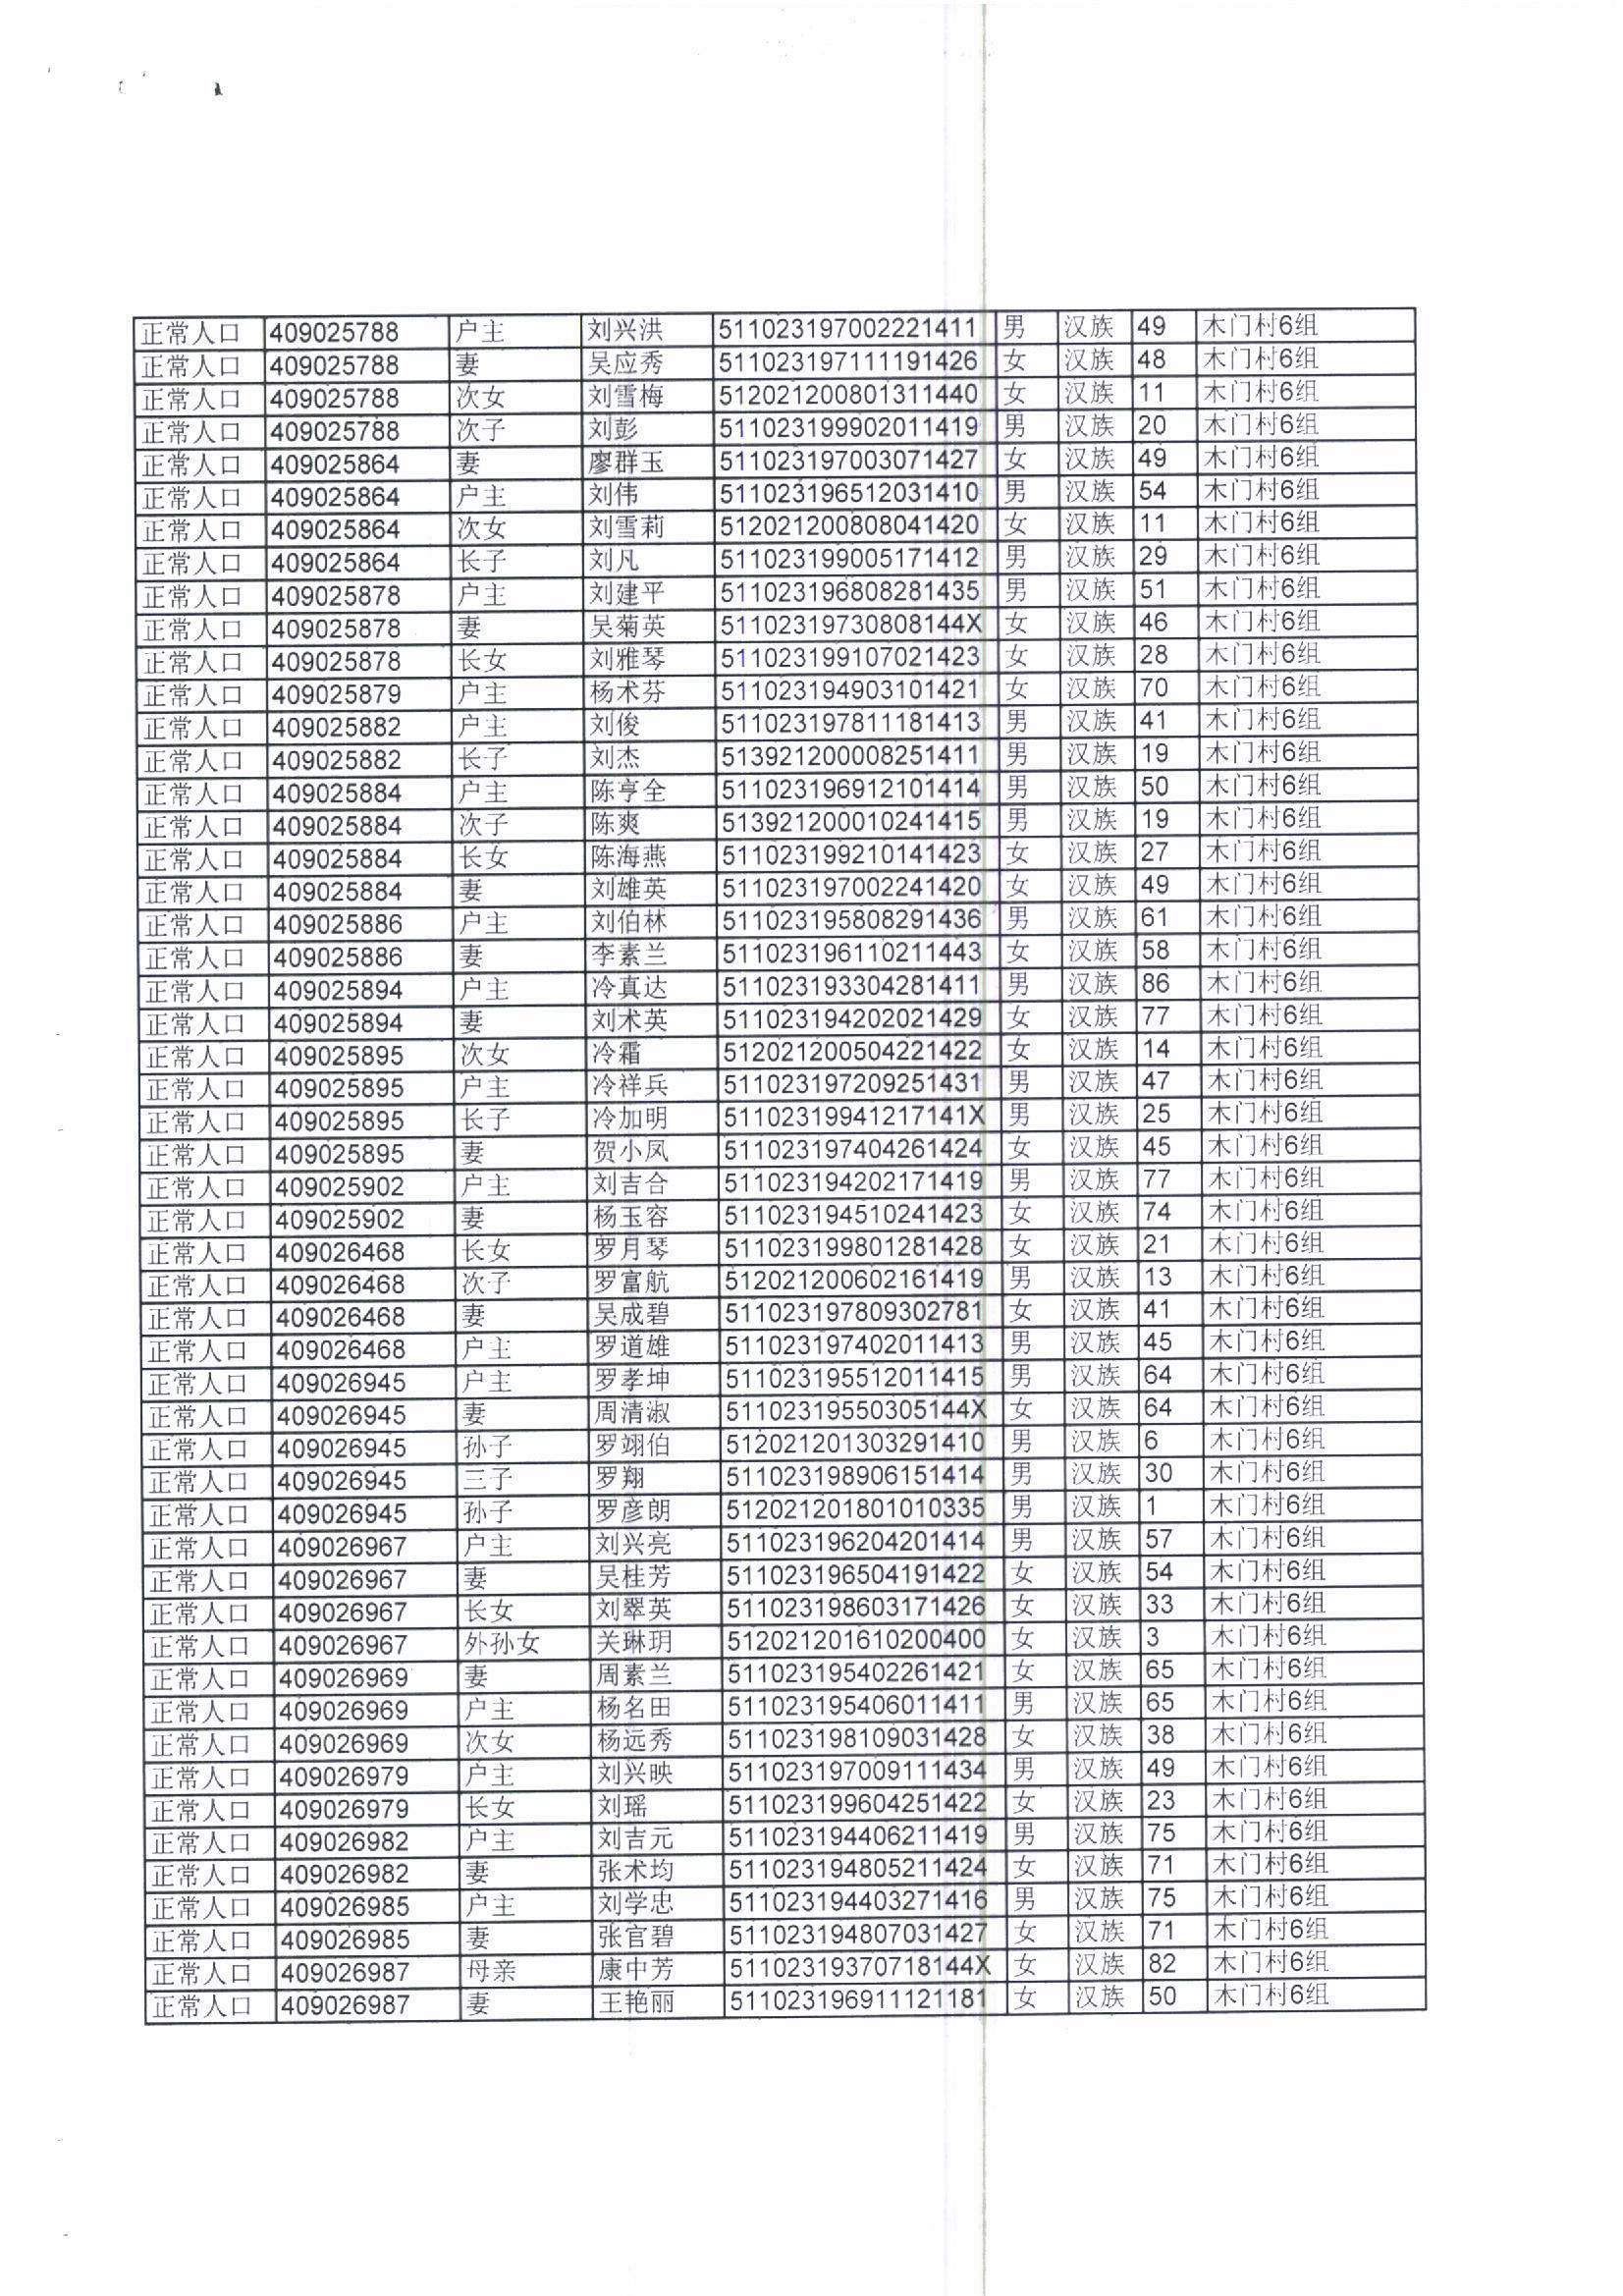 正常人口 409025788 户主 刘兴洪 511023197002221411 男 汉族 49 木门村6组
正常人口 409025788 妻 吴应秀 511023197111191426 女 汉族 48 木门村6组
正常人口 409025788 次女 刘雪梅 512021200801311440 女 汉族 11 木门村6组
正常人口 409025788 次子 刘彭 511023199902011419 男 汉族 20 木门村6组
正常人口 409025864 妻 廖群玉 511023197003071427 女 汉族 49 木门村6组
正常人口 409025864 户主 刘伟 511023196512031410 男 汉族 54 木门村6组
正常人口 409025864 次女 刘雪莉 512021200808041420 女 汉族 11 木门村6组
正常人口 409025864 长子 刘凡 511023199005171412 男 汉族 29 木门村6组
正常人口 409025878 户主 刘建平 511023196808281435 男 汉族 51 木门村6组
正常人口 409025878 妻 吴菊英 51102319730808144X 女 汉族 46 木门村6组
正常人口 409025878 长女 刘雅琴 511023199107021423 女 汉族 28 木门村6组
正常人口 409025879 户主 杨术芬 511023194903101421 女 汉族 70 木门村6组
正常人口 409025882 户主 刘俊 511023197811181413 男 汉族 41 木门村6组
正常人口 409025882 长子 刘杰 513921200008251411 男 汉族 19 木门村6组
正常人口 409025884 户主 陈亨全 511023196912101414 男 汉族 50 木门村6组
正常人口 409025884 次子 陈爽 513921200010241415 男 汉族 19 木门村6组
正常人口 409025884 长女 陈海燕 511023199210141423 女 汉族 27 木门村6组
正常人口 409025884 妻 刘雄英 511023197002241420 女 汉族 49 木门村6组
正常人口 409025886 户主 刘伯林 511023195808291436 男 汉族 61 木门村6组
正常人口 409025886 妻 李素兰 511023196110211443 女 汉族 58 木门村6组
正常人口 409025894 户主 冷真达 511023193304281411 男 汉族 86 木门村6组
正常人口 409025894 妻 刘术英 511023194202021429 女 汉族 77 木门村6组
正常人口 409025895 次女 冷霜 512021200504221422 女 汉族 14 木门村6组
正常人口 409025895 户主 冷祥兵 511023197209251431 男 汉族 47 木门村6组
正常人口 409025895 长子 冷加明 51102319941217141X 男 汉族 25 木门村6组
正常人口 409025895 妻 贺小凤 511023197404261424 女 汉族 45 木门村6组
正常人口 409025902 户主 刘吉合 511023194202171419 男 汉族 77 木门村6组
正常人口 409025902 妻 杨玉容 511023194510241423 女 汉族 74 木门村6组
正常人口 409026468 长女 罗月琴 511023199801281428 女 汉族 21 木门村6组
正常人口 409026468 次子 罗富航 512021200602161419 男 汉族 13 木门村6组
正常人口 409026468 妻 吴成碧 511023197809302781 女 汉族 41 木门村6组
正常人口 409026468 户主 罗道雄 511023197402011413 男 汉族 45 木门村6组
正常人口 409026945 户主 罗孝坤 511023195512011415 男 汉族 64 木门村6组
正常人口 409026945 妻 周清淑 51102319550305144X 女 汉族 64 木门村6组
正常人口 409026945 孙子 罗翊伯 512021201303291410 男 汉族 6 木门村6组
正常人口 409026945 三子 罗翔 511023198906151414 男 汉族 30 木门村6组
正常人口 409026945 孙子 罗彦朗 512021201801010335 男 汉族 1 木门村6组
正常人口 409026967 户主 刘兴亮 511023196204201414 男 汉族 57 木门村6组
正常人口 409026967 妻 吴桂芳 511023196504191422 女 汉族 54 木门村6组
正常人口 409026967 长女 刘翠英 511023198603171426 女 汉族 33 木门村6组
正常人口 409026967 外孙女 关琳玥 512021201610200400 女 汉族 3 木门村6组
正常人口 409026969 妻 周素兰 511023195402261421 女 汉族 65 木门村6组
正常人口 409026969 户主 杨名田 511023195406011411 男 汉族 65 木门村6组
正常人口 409026969 次女 杨远秀 511023198109031428 女 汉族 38 木门村6组
正常人口 409026979 户主 刘兴映 511023197009111434 男 汉族 49 木门村6组
正常人口 409026979 长女 刘瑶 511023199604251422 女 汉族 23 木门村6组
正常人口 409026982 户主 刘吉元 511023194406211419 男 汉族 75 木门村6组
正常人口 409026982 妻 张术均 511023194805211424 女 汉族 71 木门村6组
正常人口 409026985 户主 刘学忠 511023194403271416 男 汉族 75 木门村6组
正常人口 409026985 妻 张官碧 511023194807031427 女 汉族 71 木门村6组
正常人口 409026987 母亲 康中芳 51102319370718144X 女 汉族 82 木门村6组
正常人口 409026987 妻 王艳丽 511023196911121181 女 汉族 50 木门村6组